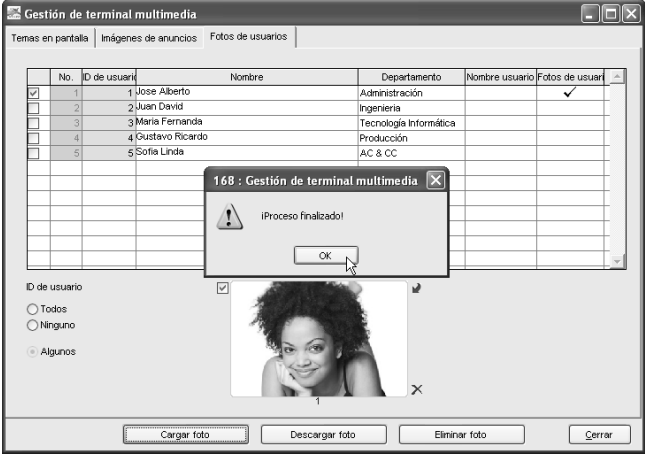 Gestión de terminal multimedia
Temas en pantalla Imágenes de anuncios Fotos de usuarios
No. ID de usuari Nombre Departamento Nombre usuario Fotos de usuari
1 1 Jose Alberto Administración
2 2 Juan David Ingenieria
3 3 Maria Fernanda Tecnología Informática
4 4 Gustavo Ricardo Producción
5 5 Sofia Linda AC & CC
168 : Gestión de terminal multimedia
¡Proceso finalizado!
OK
ID de usuario
Todos
Ninguno
Algunos
1
Cargar foto Descargar foto Eliminar foto Cerrar